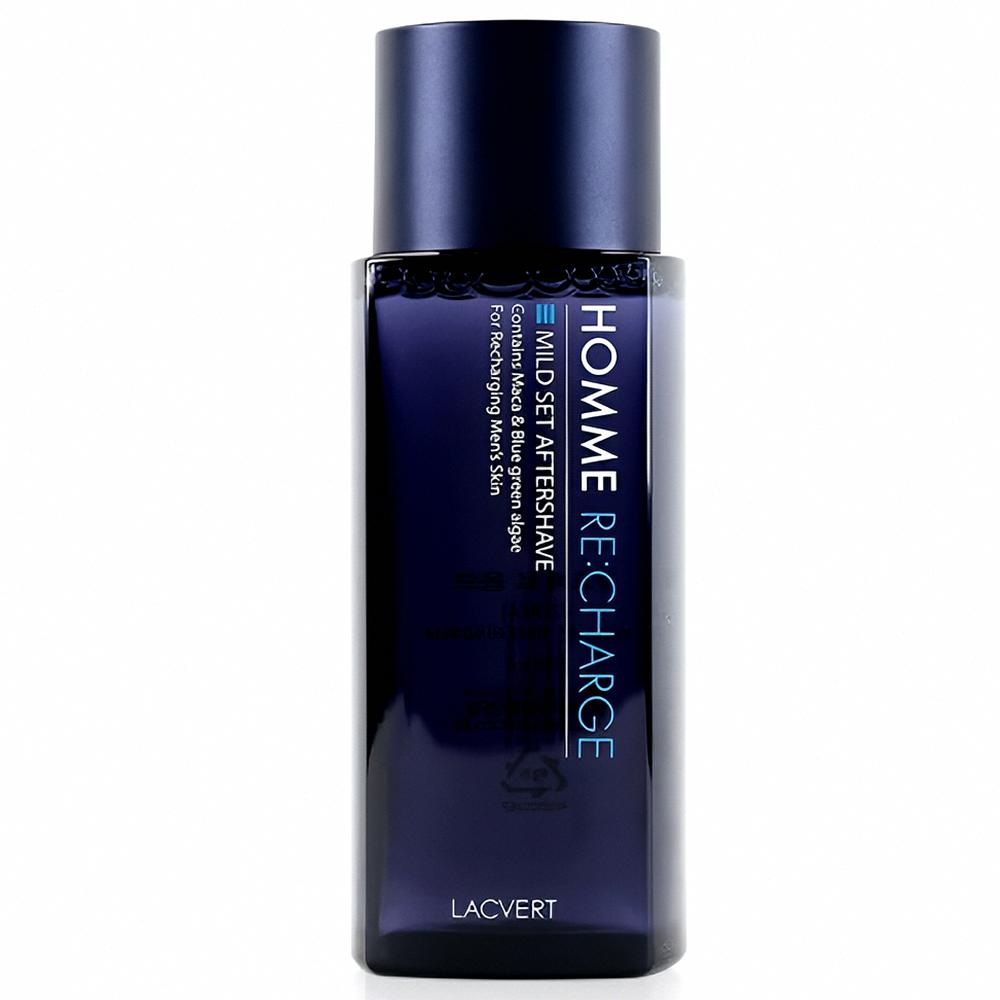 HOMME RE:CHARGE
MILD SET AFTERSHAVE
Contains Maca & Blue green algae
For Recharging Men's Skin
LACVERT